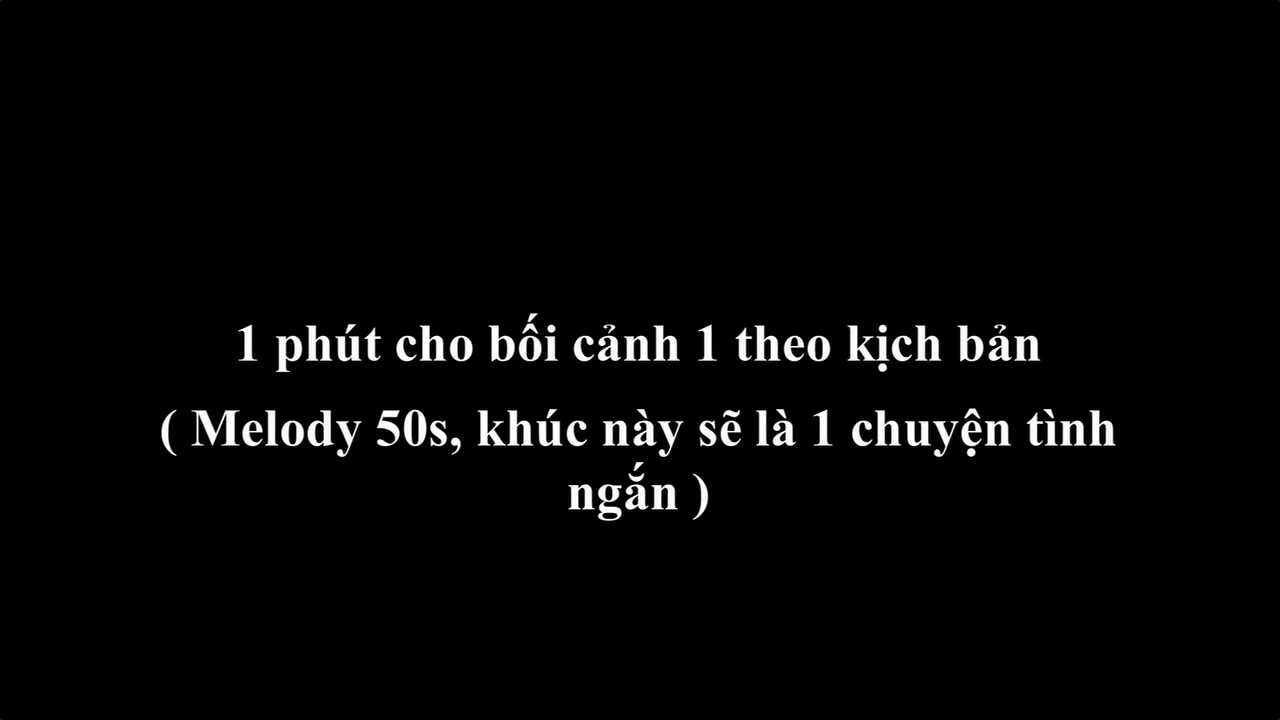 1 phút cho bối cảnh 1 theo kịch bản
( Melody 50s, khúc này sẽ là 1 chuyện tình
ngắn )